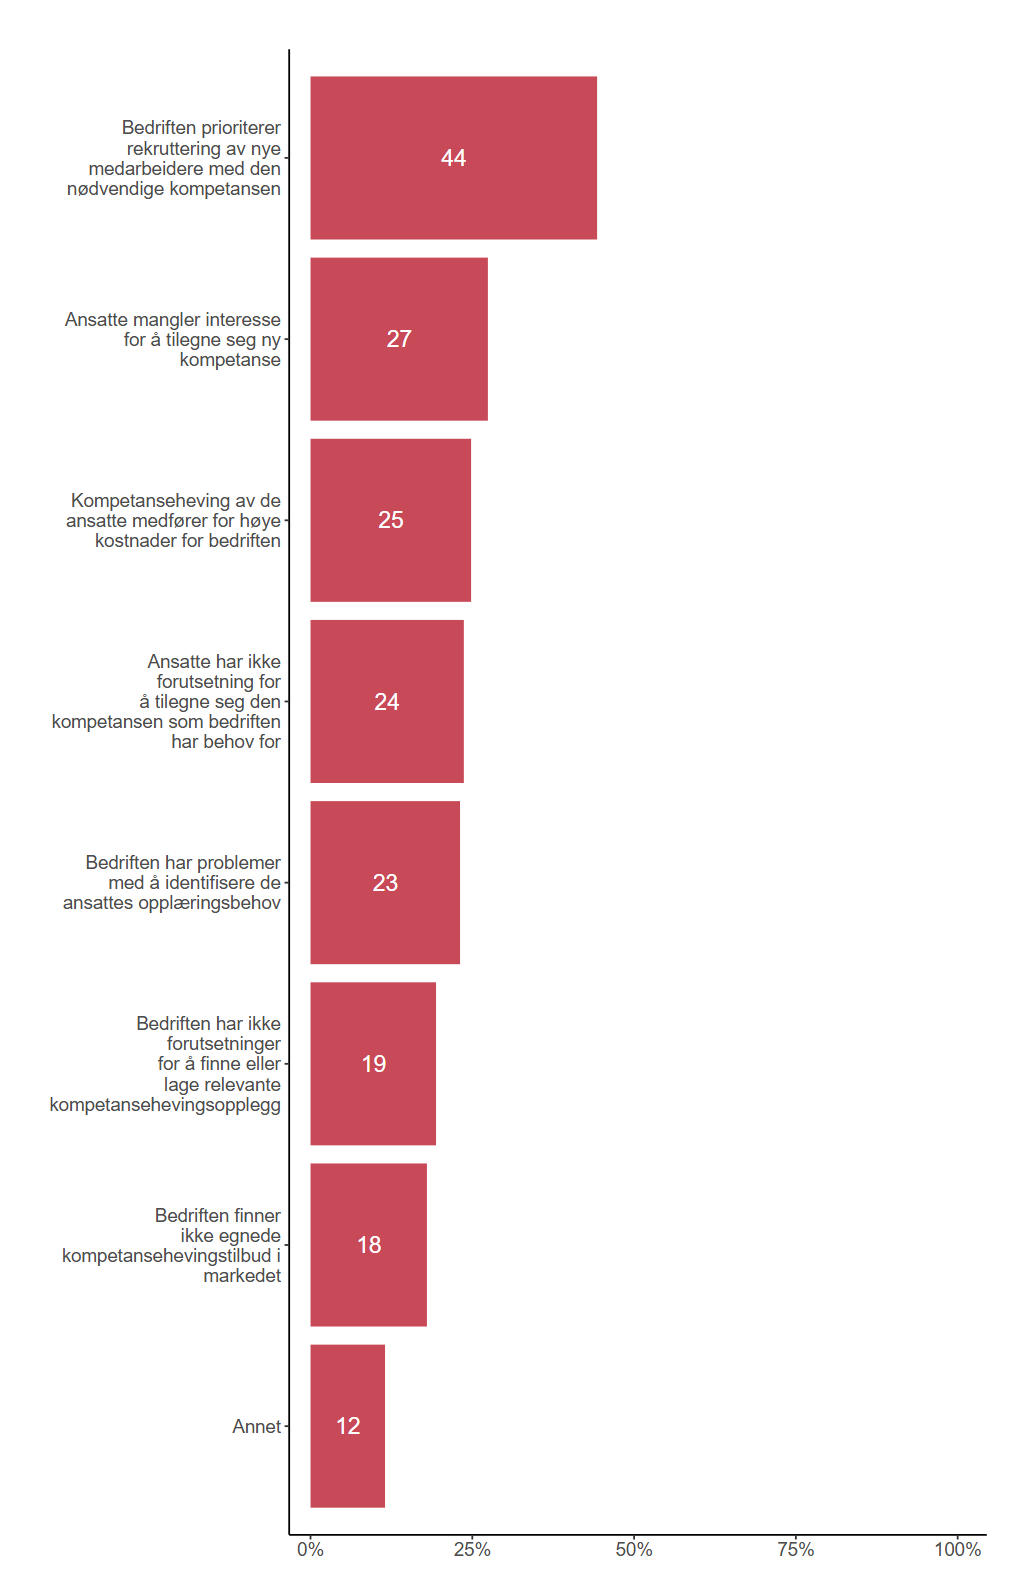 Bedriften prioriterer
rekruttering av nye
medarbeidere med den
nødvendige kompetansen
44
Ansatte mangler interesse
for å tilegne seg ny
kompetanse
27
Kompetanseheving av de
ansatte medfører for høye
kostnader for bedriften
25
Ansatte har ikke
forutsetning for
å tilegne seg den
kompetansen som bedriften
har behov for
24
Bedriften har problemer
med å identifisere de
ansattes opplæringsbehov
23
Bedriften har ikke
forutsetninger
for å finne eller
lage relevante
kompetansehevingsopplegg
19
Bedriften finner
ikke egnede
kompetansehevingstilbud i
markedet
18
Annet
12
0% 25% 50% 75% 100%